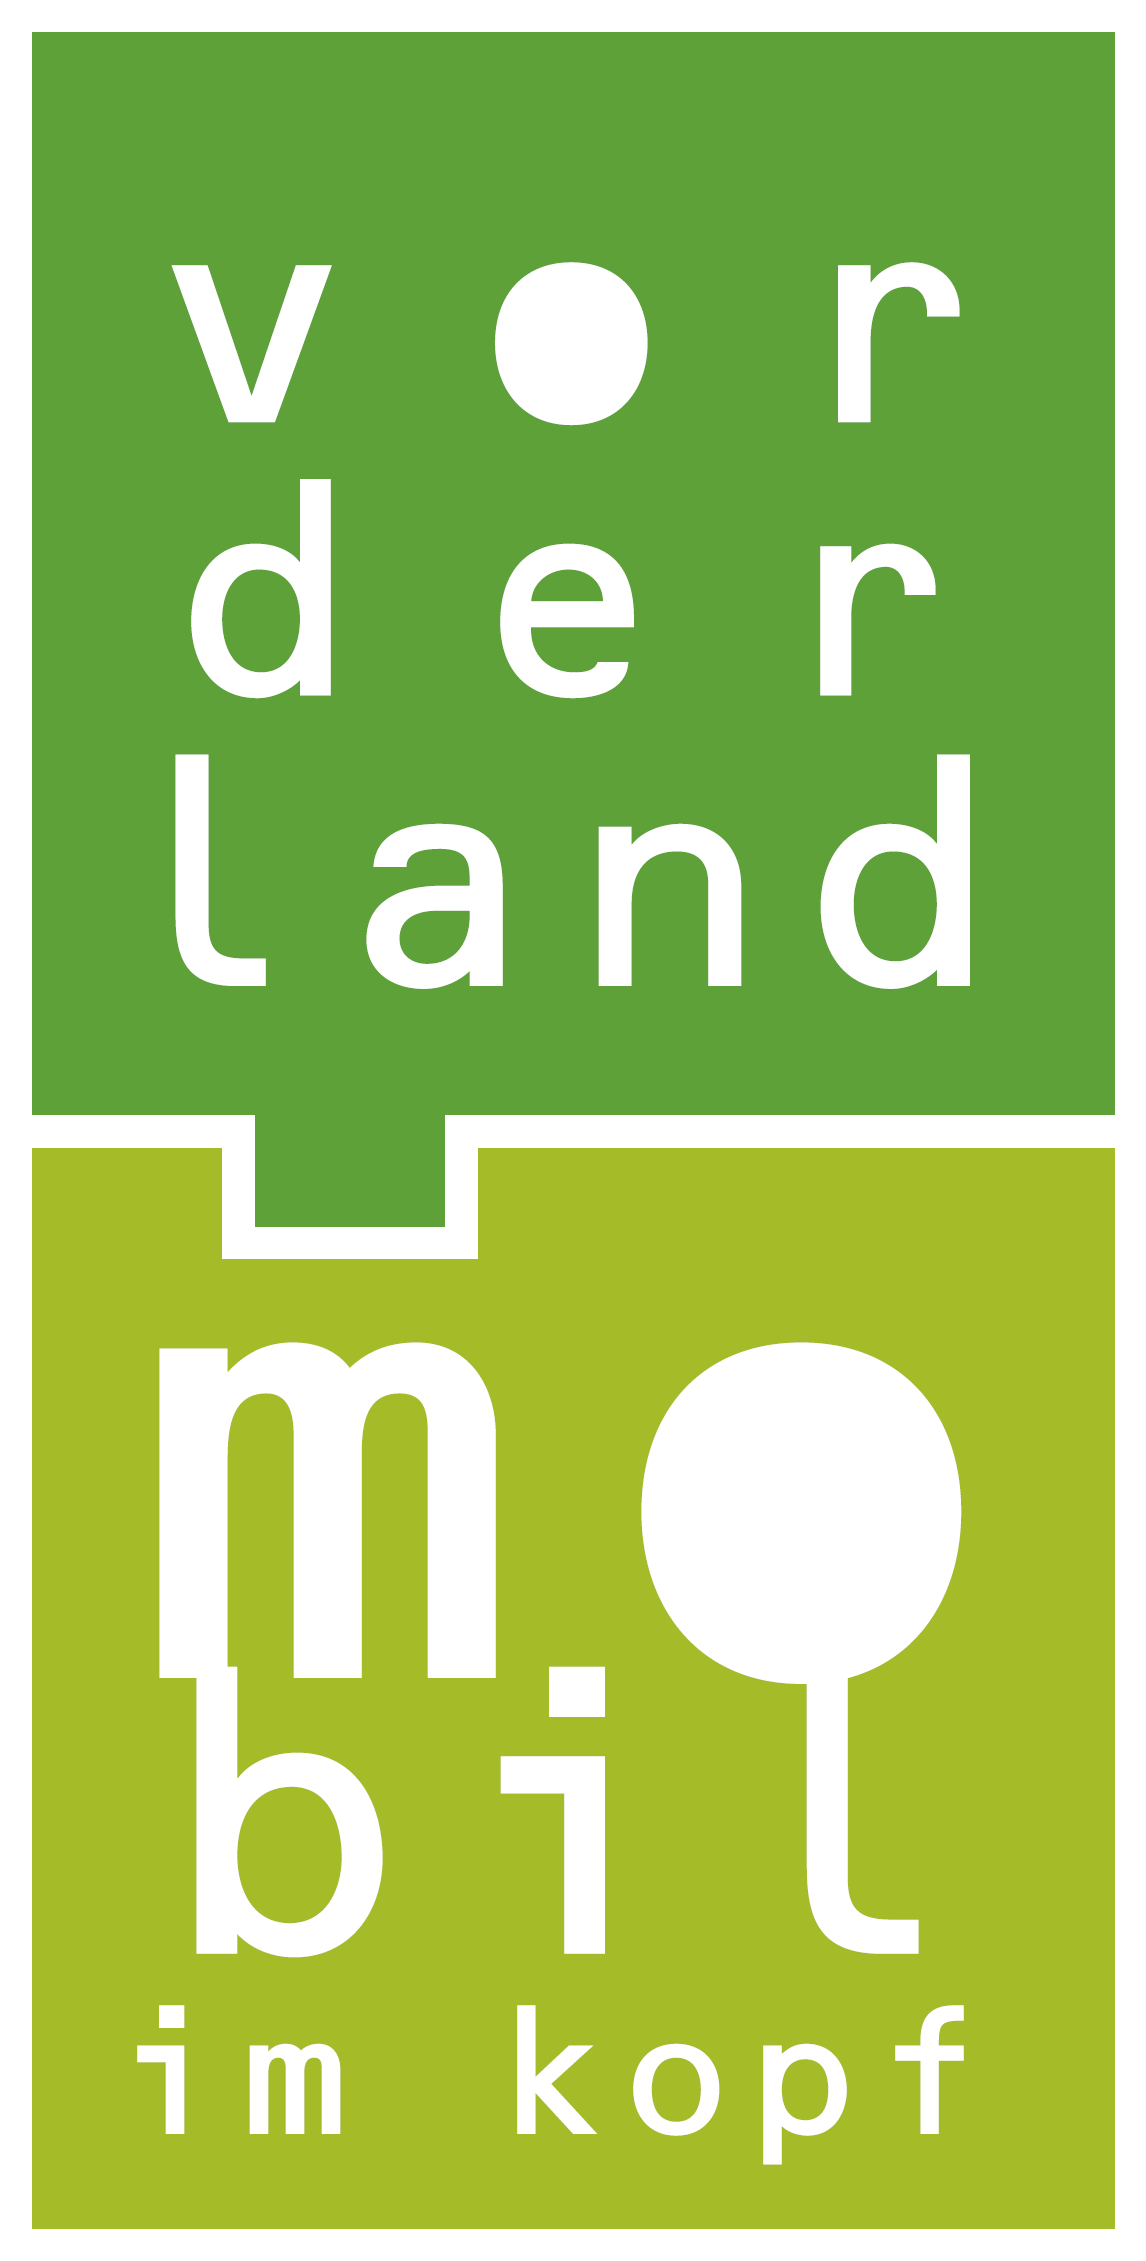 vor
der
land
mo
bil
im kopf